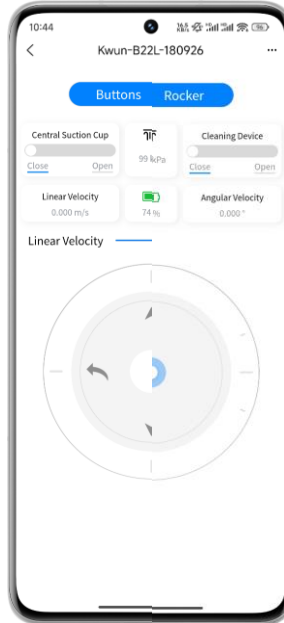 10:44
96
Kwun-B22L-180926
Buttons Rocker
Central Suction Cup
Close Open
99 kPa
Cleaning Device
Close Open
Linear Velocity
0.000 m/s
74 %
Angular Velocity
0.000 °
Linear Velocity